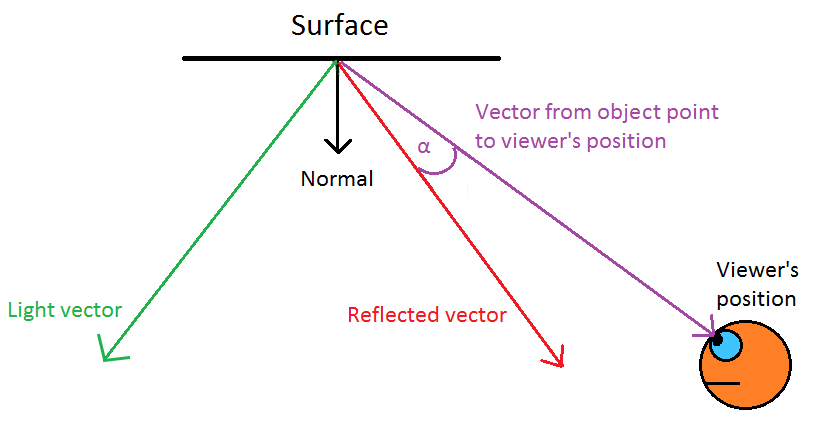 Surface
Vector from object point
to viewer's position
α
Normal
Viewer's
position
Light vector
Reflected vector